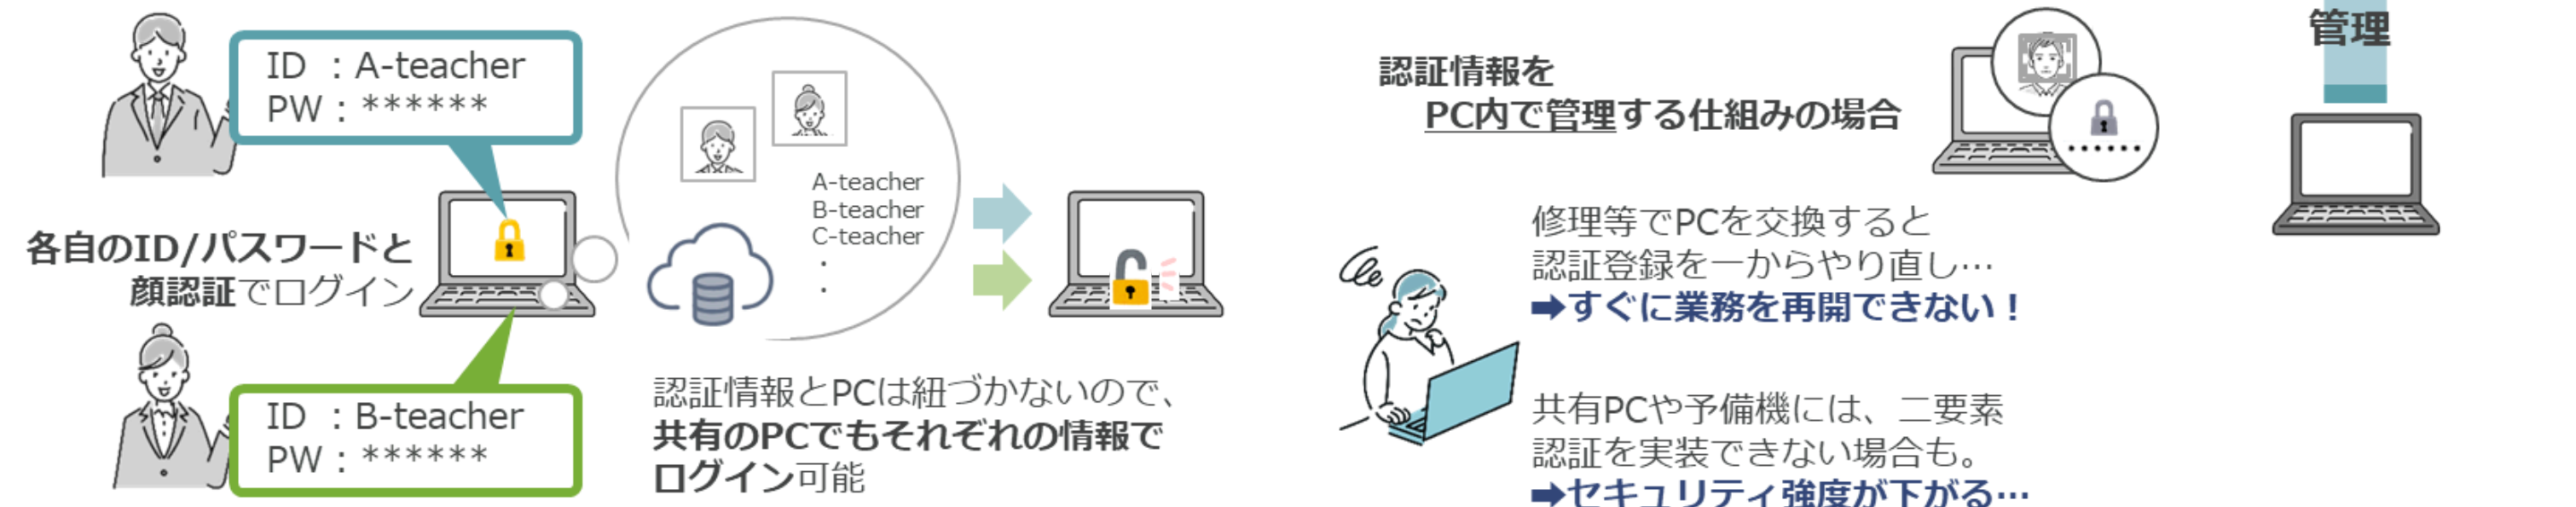 ID ：A-teacher
PW：******
各自のID/パスワードと
顔認証でログイン
ID ：B-teacher
PW：******
A-teacher
B-teacher
C-teacher
・
・
認証情報とPCは紐づかないので、
共有のPCでもそれぞれの情報で
ログイン可能
認証情報を
PC内で管理する仕組みの場合
••••••
修理等でPCを交換すると
認証登録を一からやり直し…
➡すぐに業務を再開できない！
共有PCや予備機には、二要素
認証を実装できない場合も。
➡セキュリティ強度が下がる…
管理